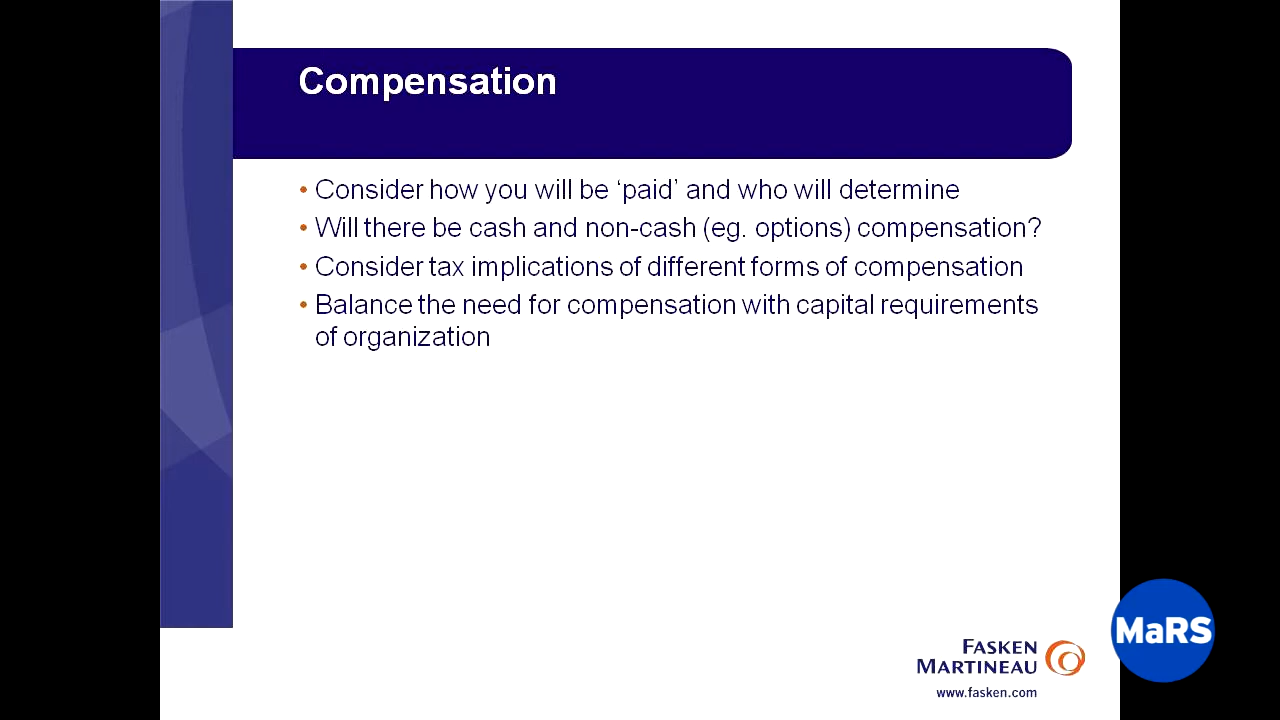 Compensation
• Consider how you will be ‘paid’ and who will determine
• Will there be cash and non-cash (eg. options) compensation?
• Consider tax implications of different forms of compensation
• Balance the need for compensation with capital requirements
of organization
FASKEN
MARTINEAU
www.fasken.com
MaRS